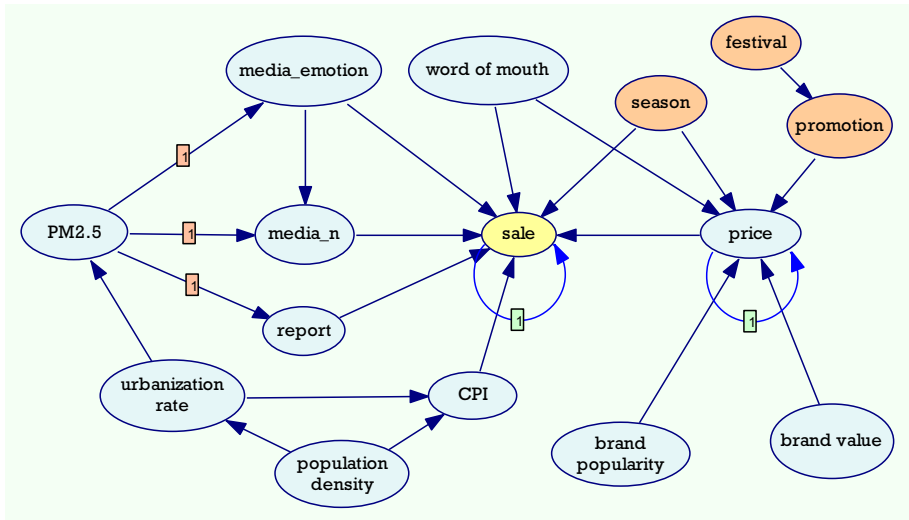 festival
media_emotion
word of mouth
season
promotion
1
PM2.5
1
media_n
sale
price
1
report
1
1
urbanization
rate
CPI
brand
popularity
brand value
population
density